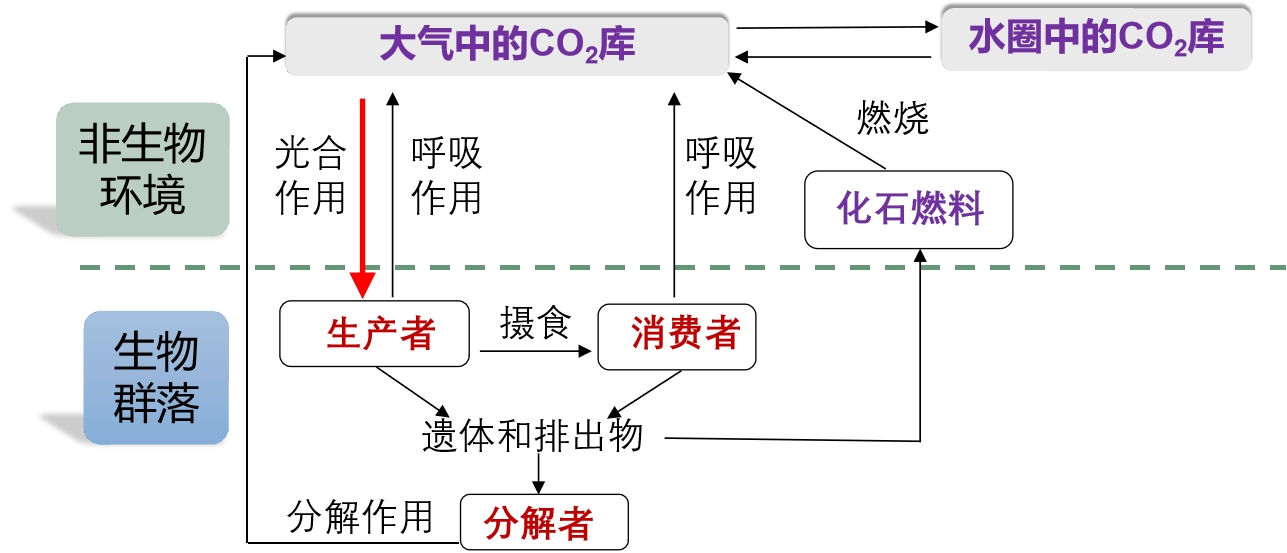 大气中的CO₂库
水圈中的CO₂库
燃烧
非生物
环境
光合
作用
呼吸
作用
呼吸
作用
化石燃料
生产者
摄食
消费者
生物
群落
遗体和排出物
分解作用
分解者